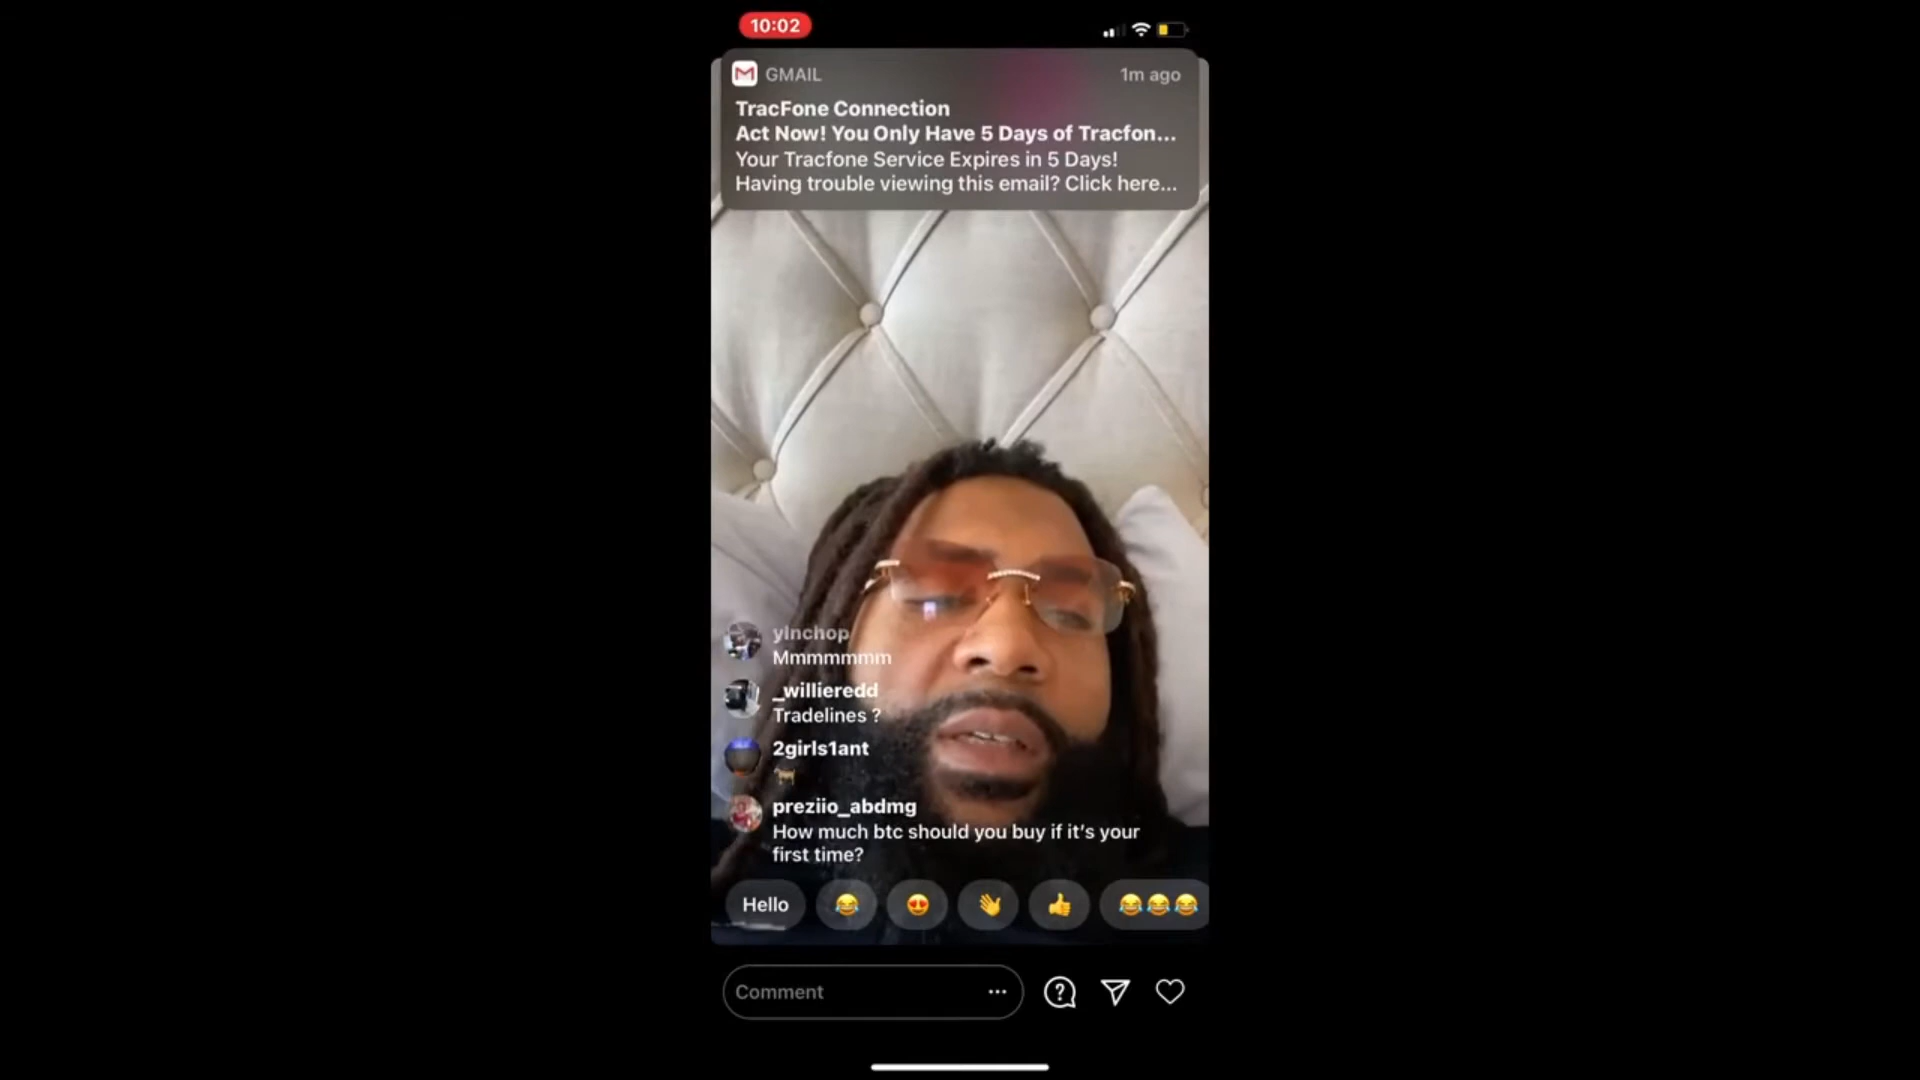 10:02
GMAIL
1m ago
TracFone Connection
Act Now! You Only Have 5 Days of Tracfon...
Your Tracfone Service Expires in 5 Days!
Having trouble viewing this email? Click here...
ylnchop
Mmmmmmm
_willieredd
Tradelines ?
2girls1ant
🐐
preziio_abdmg
How much btc should you buy if it's your
first time?
Hello 😂 😍 👋 👍 😂😂😂
Comment